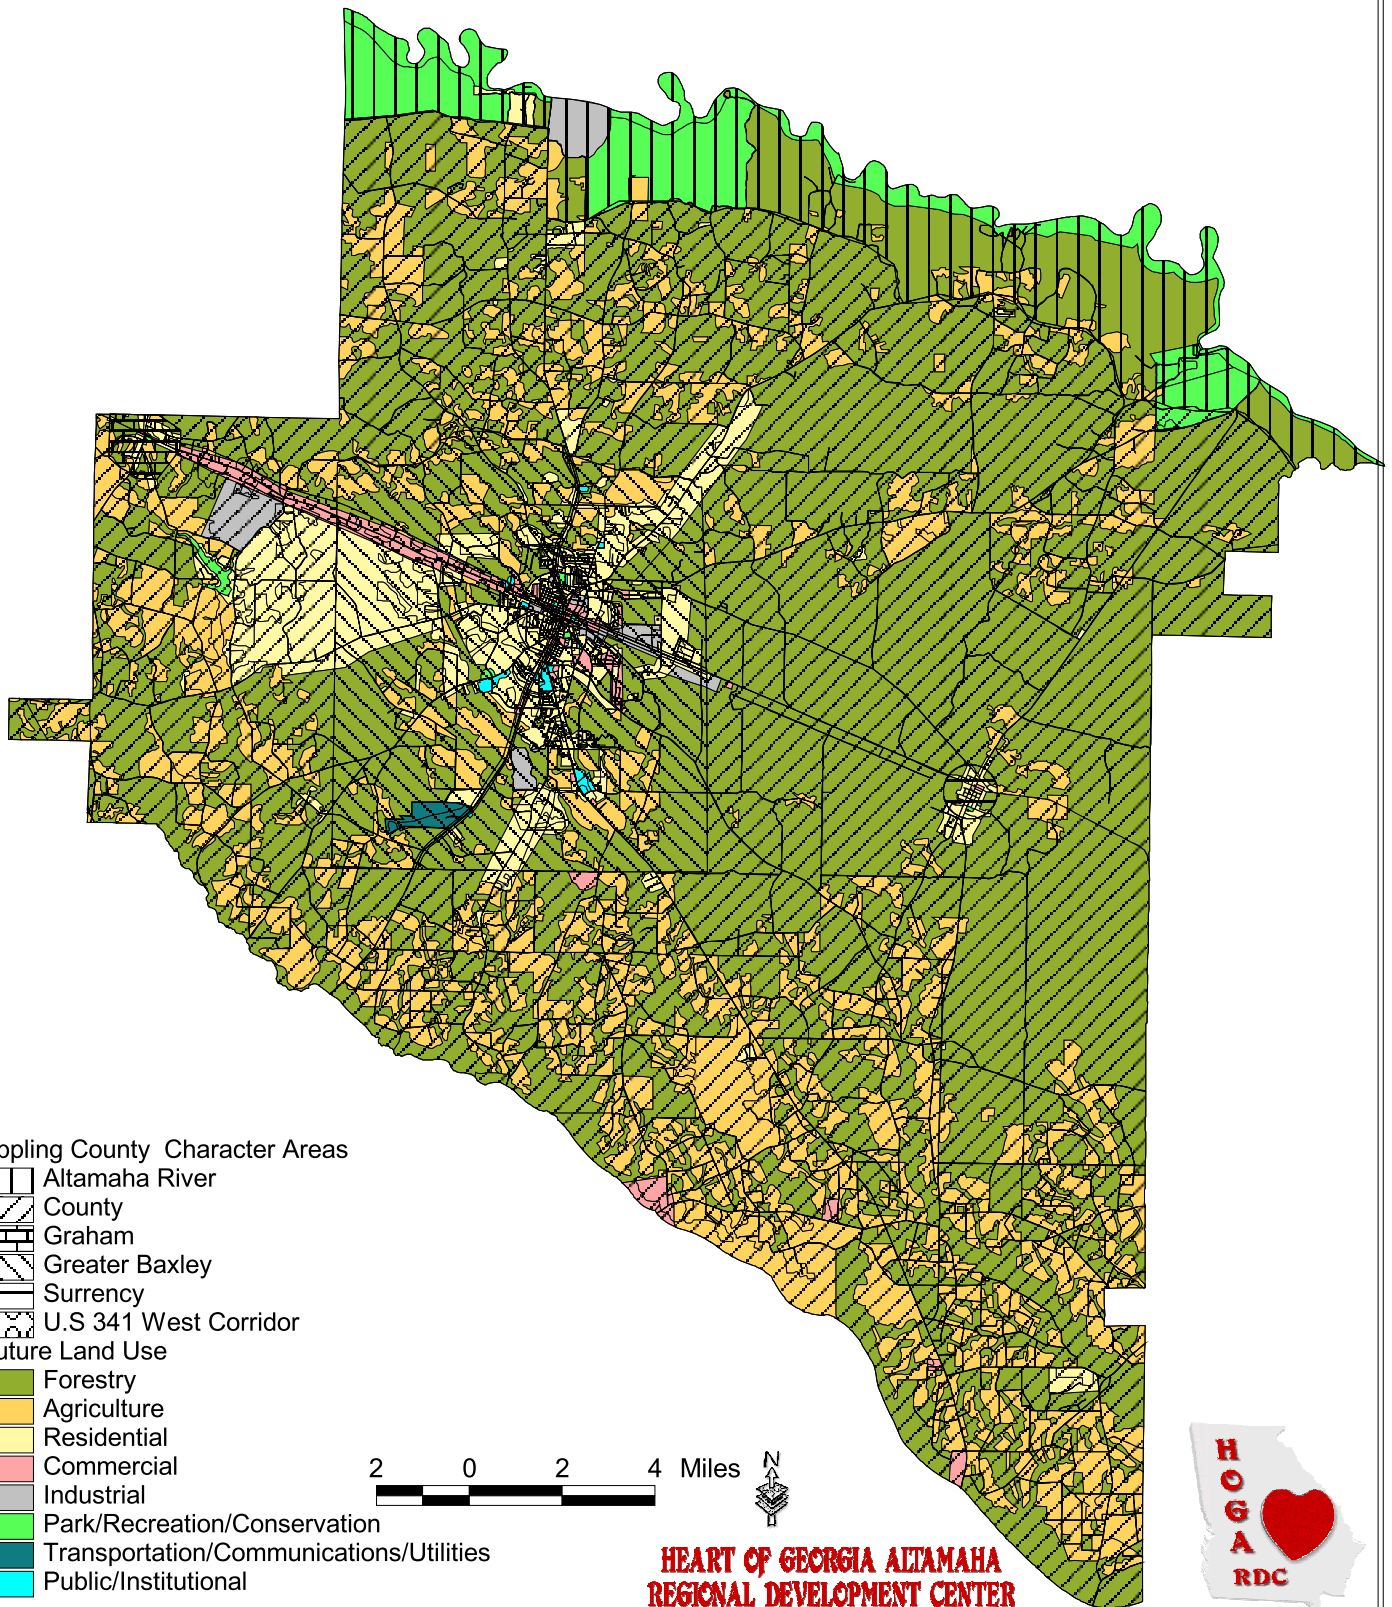 ppling County Character Areas
Altamaha River
County
Graham
Greater Baxley
Surrency
U.S 341 West Corridor
uture Land Use
Forestry
Agriculture
Residential
Commercial
Industrial
Park/Recreation/Conservation
Transportation/Communications/Utilities
Public/Institutional
2 0 2 4 Miles
N
HEART OF GEORGIA ALTAMAHA
REGIONAL DEVELOPMENT CENTER
HOGA
RDC